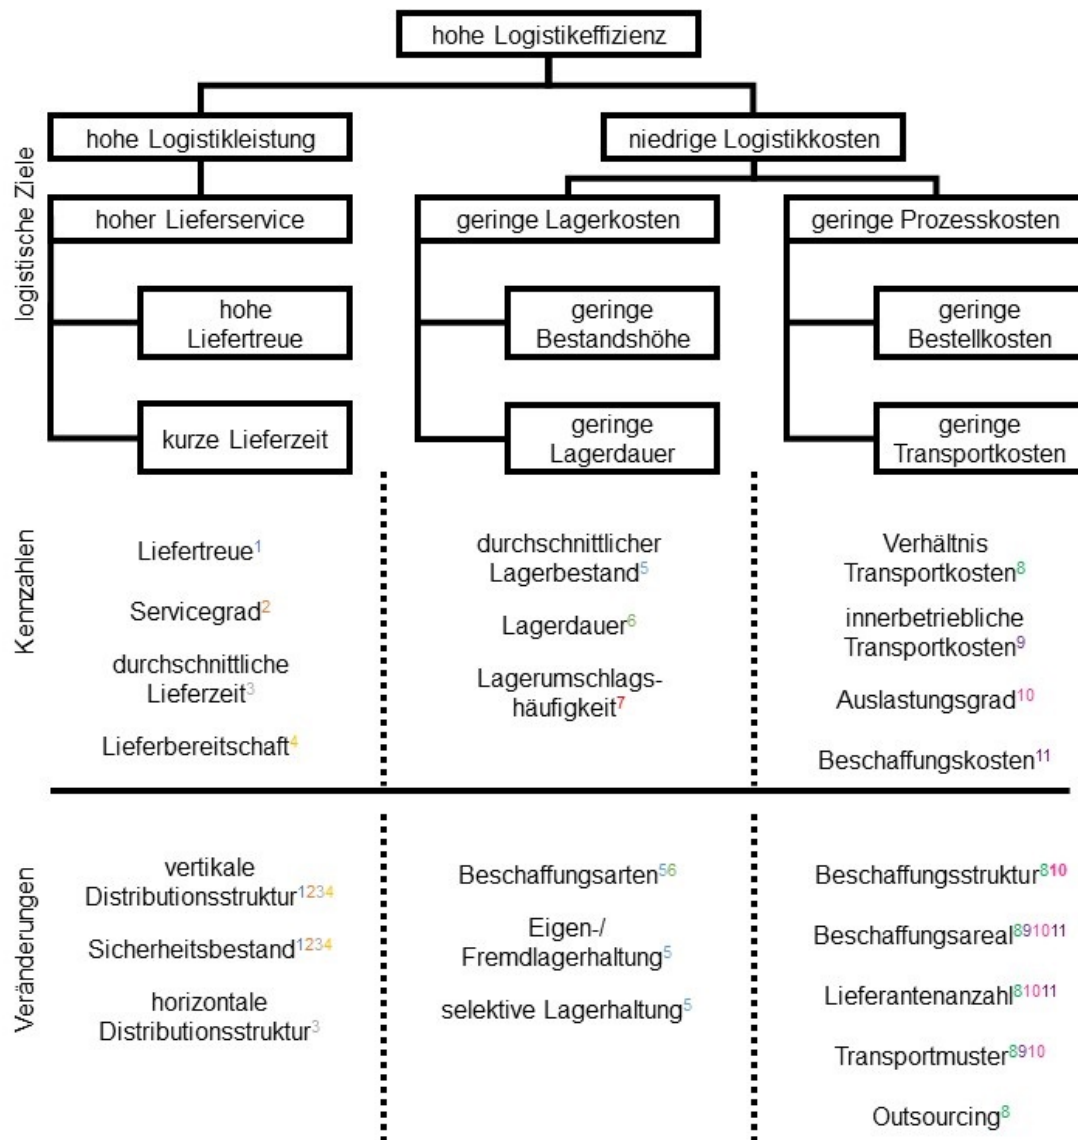 hohe Logistikeffizienz
hohe Logistikleistung
niedrige Logistikkosten
logistische Ziele
hoher Lieferservice
geringe Lagerkosten
geringe Prozesskosten
hohe
Liefertreue
geringe
Bestandshöhe
geringe
Bestellkosten
kurze Lieferzeit
geringe
Lagerdauer
geringe
Transportkosten
Kennzahlen
Liefertreue1
Servicegrad2
durchschnittliche
Lieferzeit3
Lieferbereitschaft4
durchschnittlicher
Lagerbestand5
Lagerdauer6
Lagerumschlags-
häufigkeit7
Verhältnis
Transportkosten8
innerbetriebliche
Transportkosten9
Auslastungsgrad10
Beschaffungskosten11
Veränderungen
vertikale
Distributionsstruktur1234
Sicherheitsbestand1234
horizontale
Distributionsstruktur3
Beschaffungsarten56
Eigen-/
Fremdlagerhaltung5
selektive Lagerhaltung5
Beschaffungsstruktur810
Beschaffungsareal891011
Lieferantenanzahl81011
Transportmuster8910
Outsourcing8